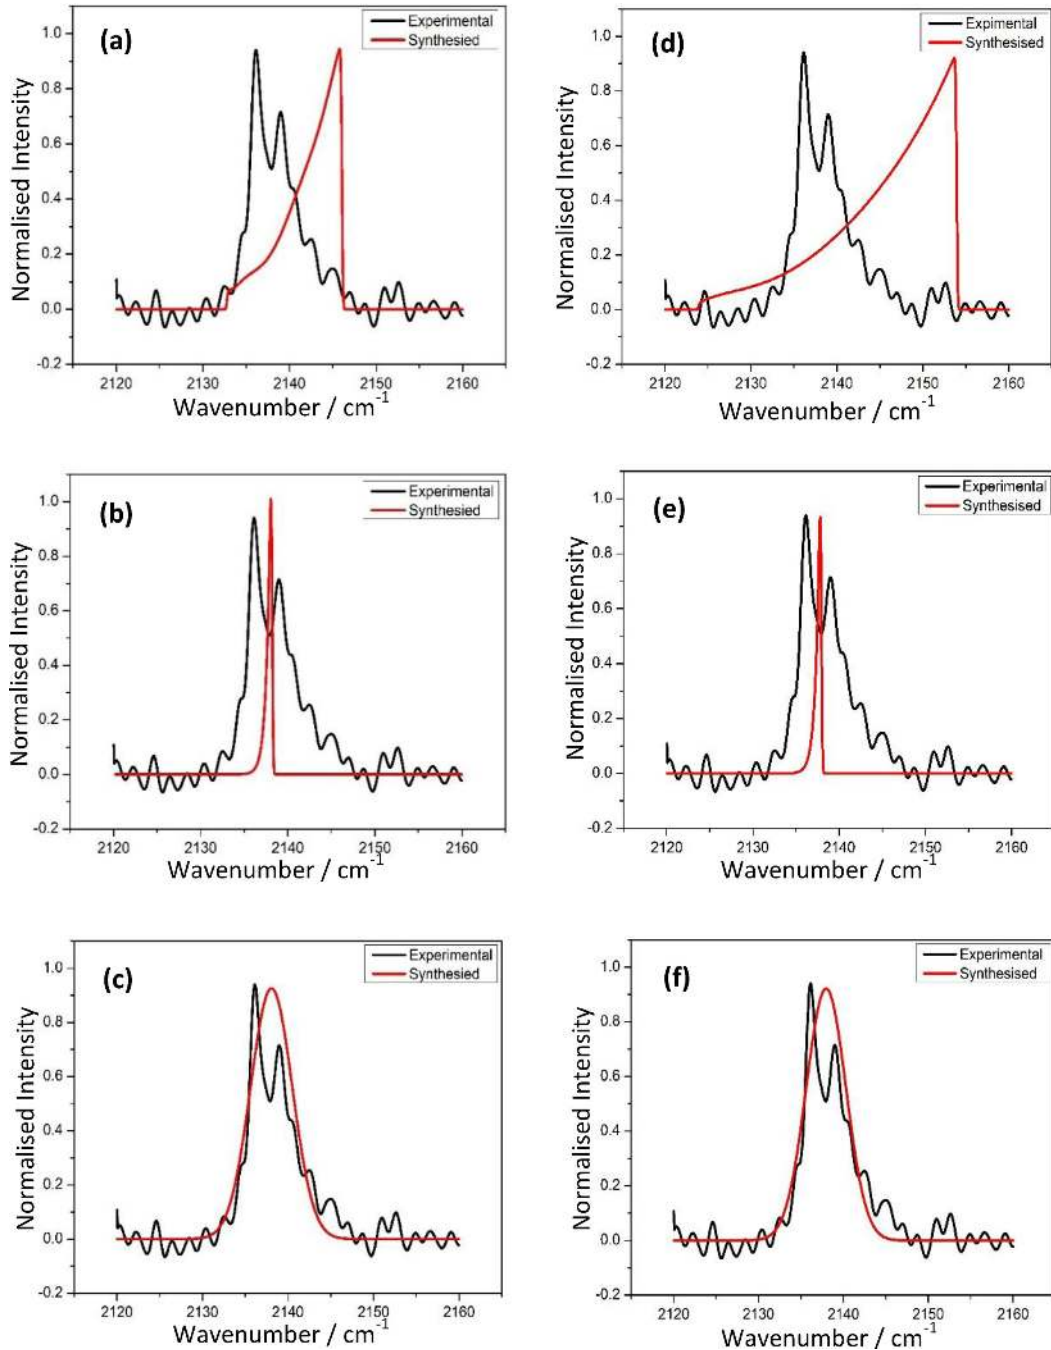 (a)
Experimental
Synthesied
1.0
0.8
0.6
0.4
0.2
0.0
-0.2
Normalised Intensity
2120 2130 2140 2150 2160
Wavenumber / cm-1
(d)
Expimental
Synthesised
1.0
0.8
0.6
0.4
0.2
0.0
-0.2
Normalised Intensity
2120 2130 2140 2150 2160
Wavenumber / cm-1
(b)
Experimental
Synthesied
1.0
0.8
0.6
0.4
0.2
0.0
-0.2
Normalised Intensity
2120 2130 2140 2150 2160
Wavenumber / cm-1
(e)
Experimental
Synthesised
1.0
0.8
0.6
0.4
0.2
0.0
-0.2
Normalised Intensity
2120 2130 2140 2150 2160
Wavenumber / cm-1
(c)
Experimental
Synthesied
1.0
0.8
0.6
0.4
0.2
0.0
-0.2
Normalised Intensity
2120 2130 2140 2150 2160
Wavenumber / cm-1
(f)
Experimental
Synthesised
1.0
0.8
0.6
0.4
0.2
0.0
-0.2
Normalised Intensity
2120 2130 2140 2150 2160
Wavenumber / cm-1